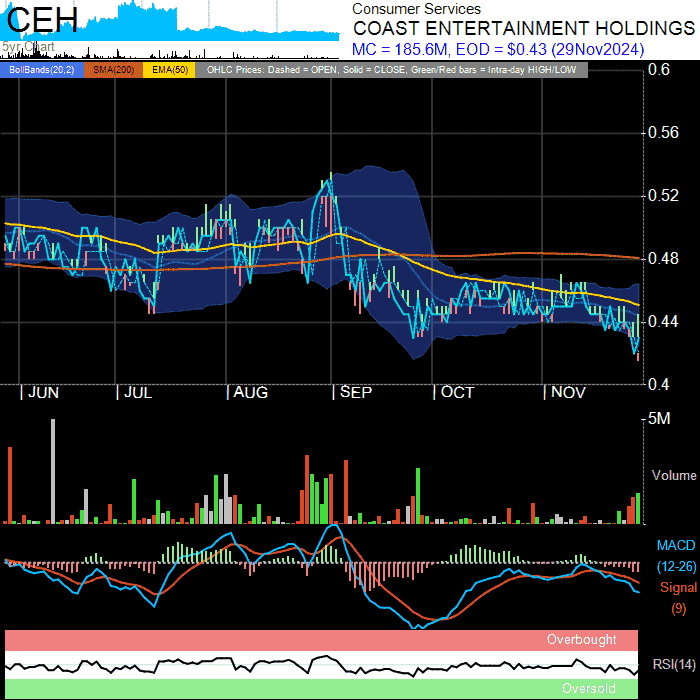 CEH
5yr Chart
Consumer Services
COAST ENTERTAINMENT HOLDINGS
MC = 185.6M, EOD = $0.43 (29Nov2024)
BollBands(20,2) SMA(200) EMA(50) OHLC Prices: Dashed = OPEN, Solid = CLOSE, Green/Red bars = Intra-day HIGH/LOW
0.6
0.56
0.52
0.48
0.44
0.4
| JUN | JUL | AUG | SEP | OCT | NOV
5M
Volume
MACD
(12-26)
Signal
(9)
Overbought
RSI(14)
Oversold